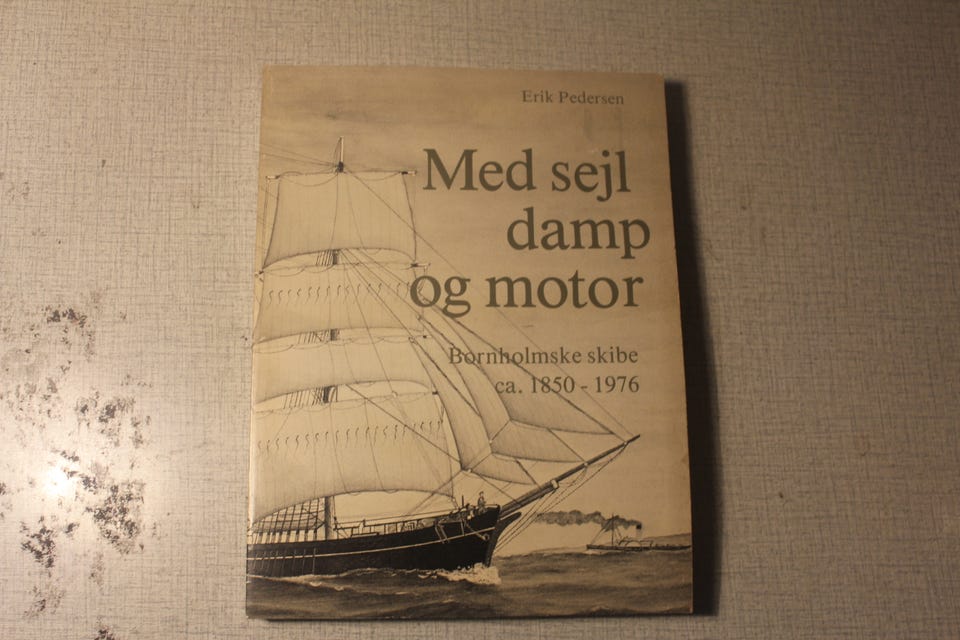 Erik Pedersen
Med sejl
damp
og motor
Bornholmske skibe
ca. 1850 - 1976